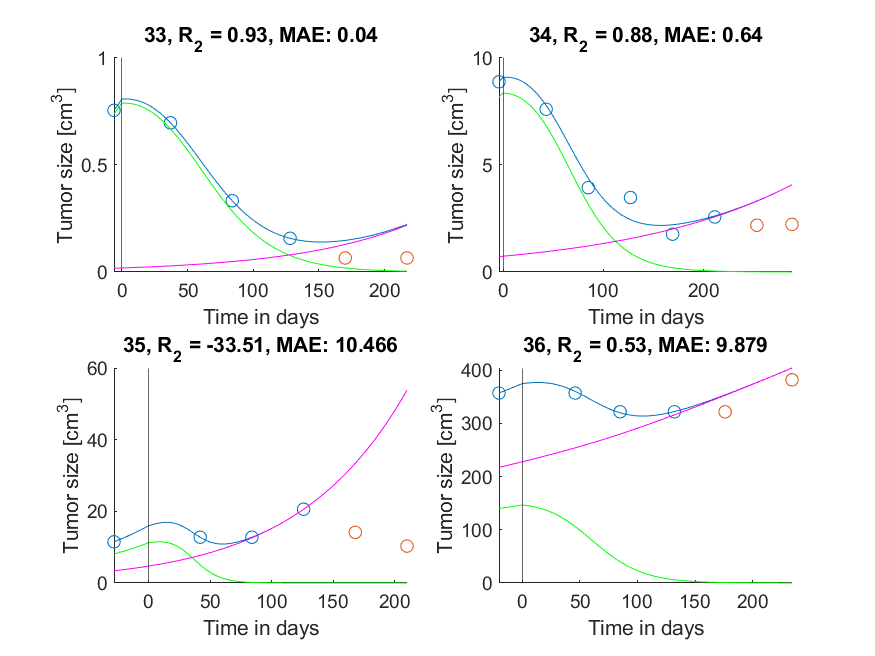 33, R2 = 0.93, MAE: 0.04
Tumor size [cm3]
1
0.5
0
0 50 100 150 200
Time in days
34, R2 = 0.88, MAE: 0.64
Tumor size [cm3]
10
5
0
0 100 200
Time in days
35, R2 = -33.51, MAE: 10.466
Tumor size [cm3]
60
40
20
0
0 50 100 150 200
Time in days
36, R2 = 0.53, MAE: 9.879
Tumor size [cm3]
400
300
200
100
0
0 50 100 150 200
Time in days